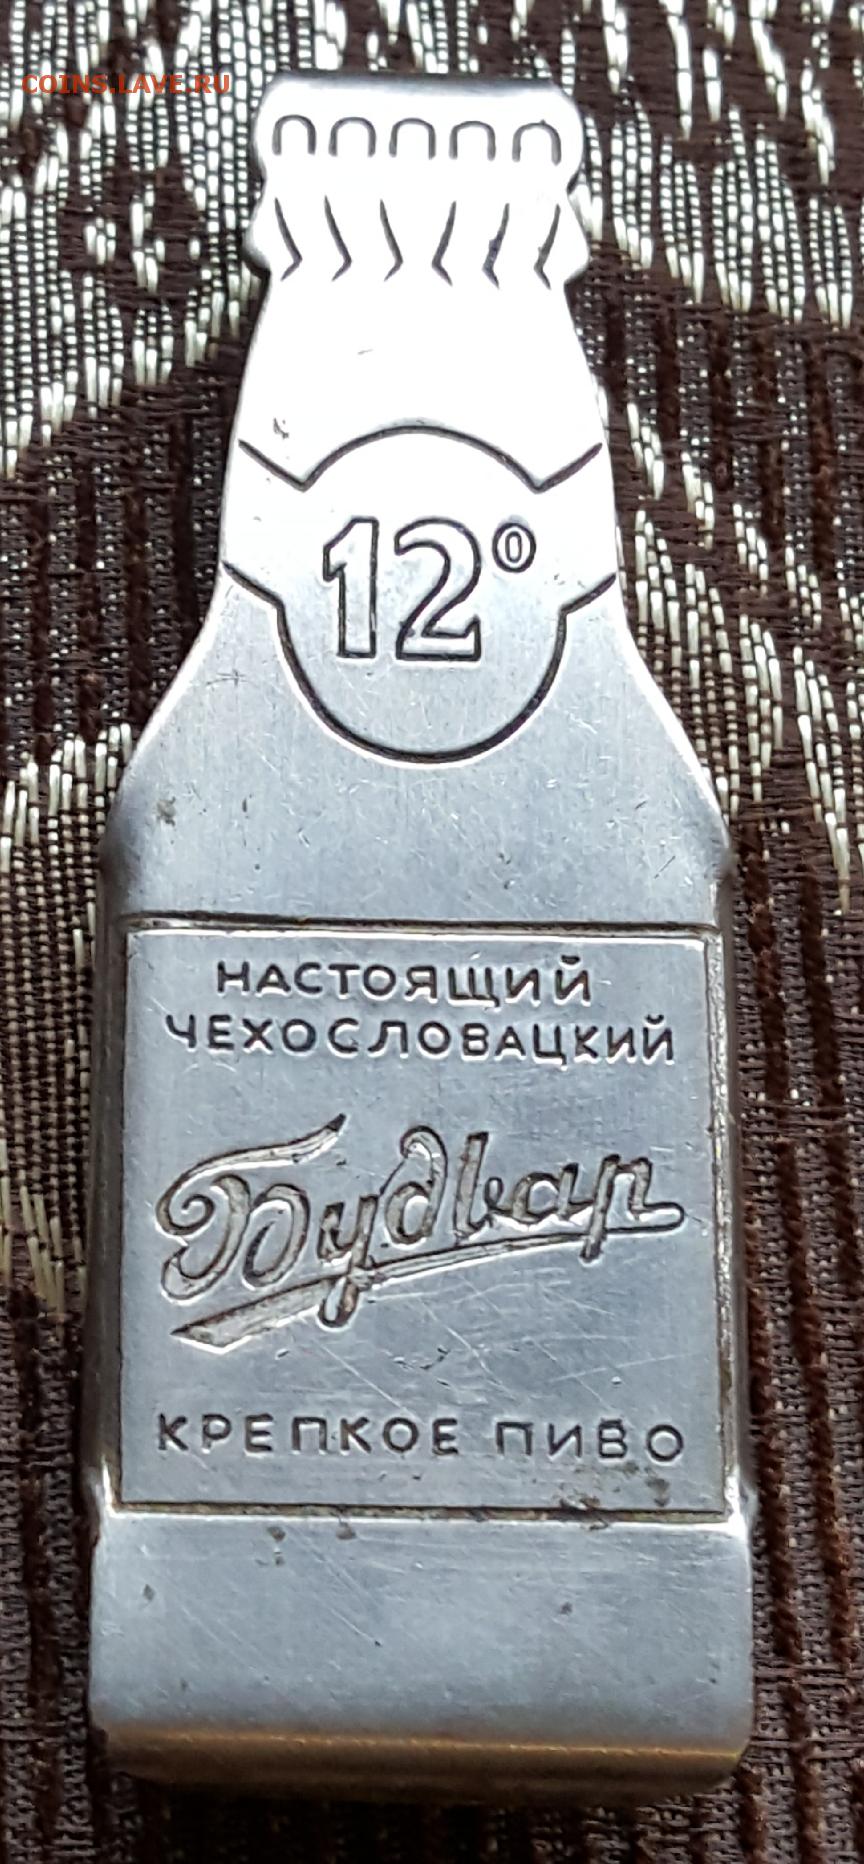 COINS.LAVE.RU
12°
НАСТОЯЩИЙ
ЧЕХОСЛОВАЦКИЙ
Будвар
КРЕПКОЕ ПИВО